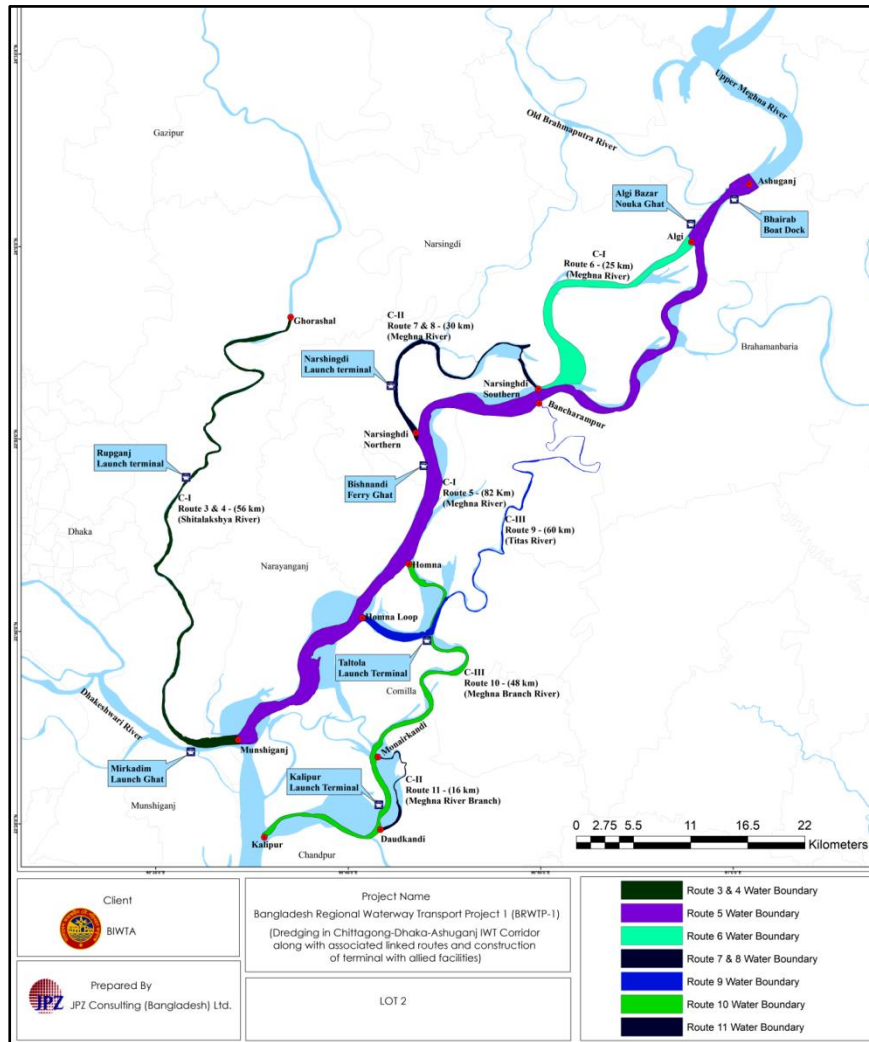 Upper Meghna River
Old Brahmaputra River
Gazipur
Ashuganj
Algi Bazar
Nouka Ghat
Bhairab
Boat Dock
Algi
Narsingdi
C-I
Route 6 - (25 km)
(Meghna River)
Ghorashal
C-II
Route 7 & 8 - (30 km)
(Meghna River)
Brahamanbaria
Narshingdi
Launch terminal
Narsinghdi
Southern
Bancharampur
Narsinghdi
Northern
Rupganj
Launch terminal
Bishnandi
Ferry Ghat
C-I
Route 5 - (82 Km)
(Meghna River)
C-I
Route 3 & 4 - (56 km)
(Shitalakshya River)
C-III
Route 9 - (60 km)
(Titas River)
Dhaka
Narayanganj
Homna
Homna Loop
Taltola
Launch Terminal
C-III
Route 10 - (48 km)
(Meghna Branch River)
Comilla
Dhakeshwari River
Munshiganj
Monnirkandi
Mirkadim
Launch Ghat
Kalipur
Launch Terminal
C-II
Route 11 - (16 km)
(Meghna River Branch)
Munshiganj
Kalipur
Daudkandi
Chandpur
0 2.75 5.5 11 16.5 22
Kilometers
Client
BIWTA
Prepared By
JPZ
JPZ Consulting (Bangladesh) Ltd.
Project Name
Bangladesh Regional Waterway Transport Project 1 (BRWTP-1)
(Dredging in Chittagong-Dhaka-Ashuganj IWT Corridor
along with associated linked routes and construction
of terminal with allied facilities)
LOT 2
Route 3 & 4 Water Boundary
Route 5 Water Boundary
Route 6 Water Boundary
Route 7 & 8 Water Boundary
Route 9 Water Boundary
Route 10 Water Boundary
Route 11 Water Boundary